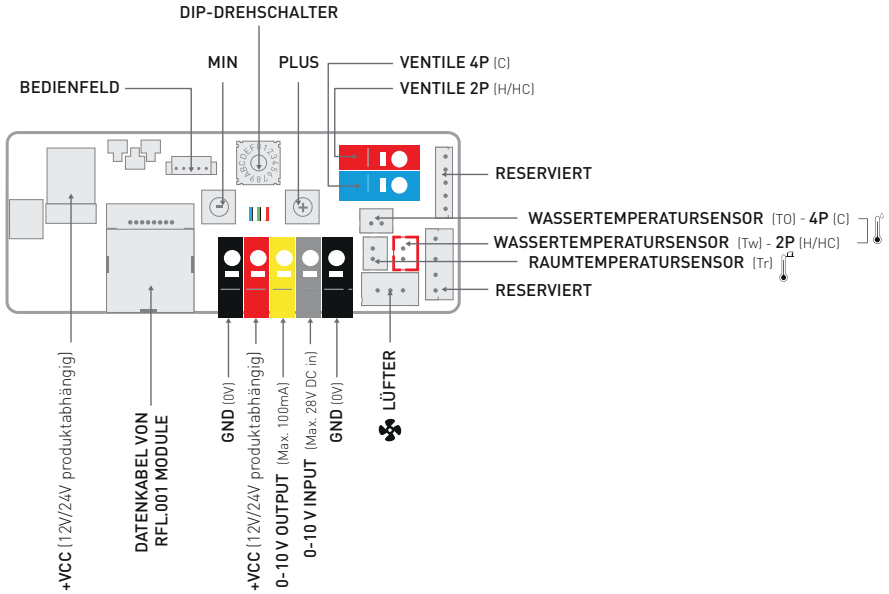 DIP-DREHSCHALTER
MIN
PLUS
VENTILE 4P (C)
BEDIENFELD
VENTILE 2P (H/HC)
RESERVIERT
WASSERTEMPERATURSENSOR (TO) - 4P (C)
WASSERTEMPERATURSENSOR (Tw) - 2P (H/HC)
RAUMTEMPERATURSENSOR (Tr)
RESERVIERT
0123456789ABCDEF
+VCC (12V/24V produktabhängig)
DATENKABEL VON
RFL.001 MODULE
GND (0V)
+VCC (12V/24V produktabhängig)
0-10 V OUTPUT (Max. 100mA)
0-10 V INPUT (Max. 28V DC in)
GND (0V)
LÜFTER